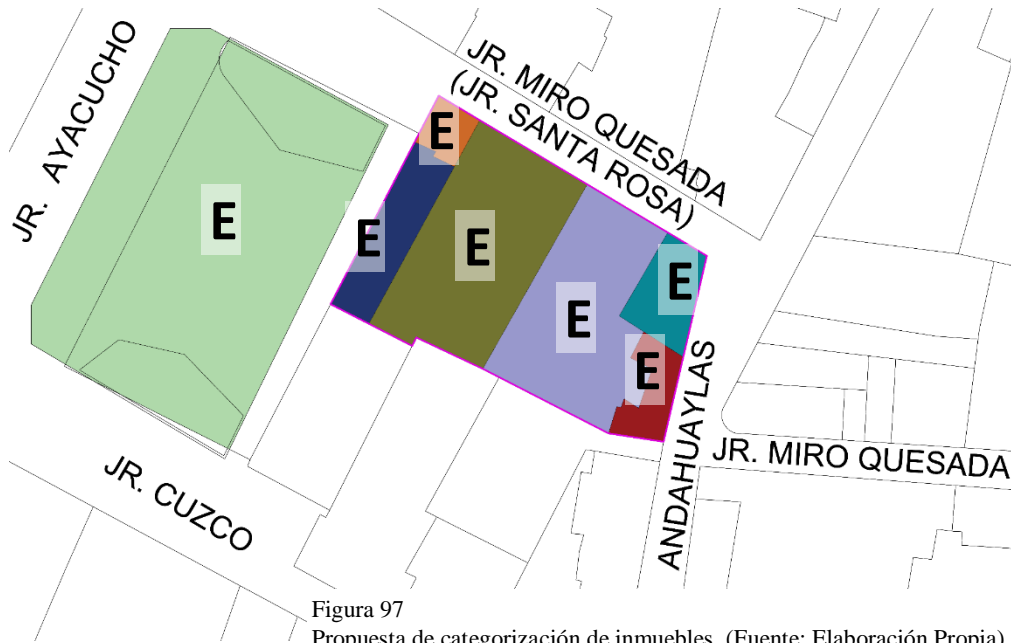 JR. MIRO QUESADA
(JR. SANTA ROSA)
JR. AYACUCHO
E
E
E
E
E
E
E
ANDAHUAYLAS
JR. MIRO QUESADA
JR. CUZCO
Figura 97
Propuesta de categorización de inmuebles. (Fuente: Elaboración Propia)